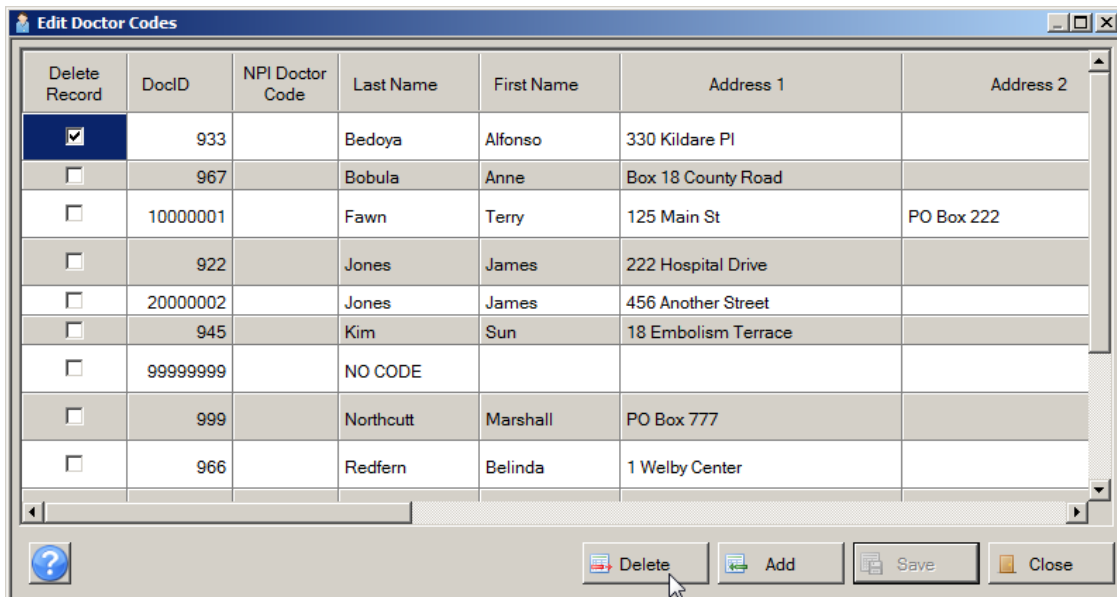 Edit Doctor Codes
Delete Record DocID NPI Doctor Code Last Name First Name Address 1 Address 2
933 Bedoya Alfonso 330 Kildare Pl
967 Bobula Anne Box 18 County Road
10000001 Fawn Terry 125 Main St PO Box 222
922 Jones James 222 Hospital Drive
20000002 Jones James 456 Another Street
945 Kim Sun 18 Embolism Terrace
99999999 NO CODE
999 Northcutt Marshall PO Box 777
966 Redfern Belinda 1 Welby Center
? Delete Add Save Close